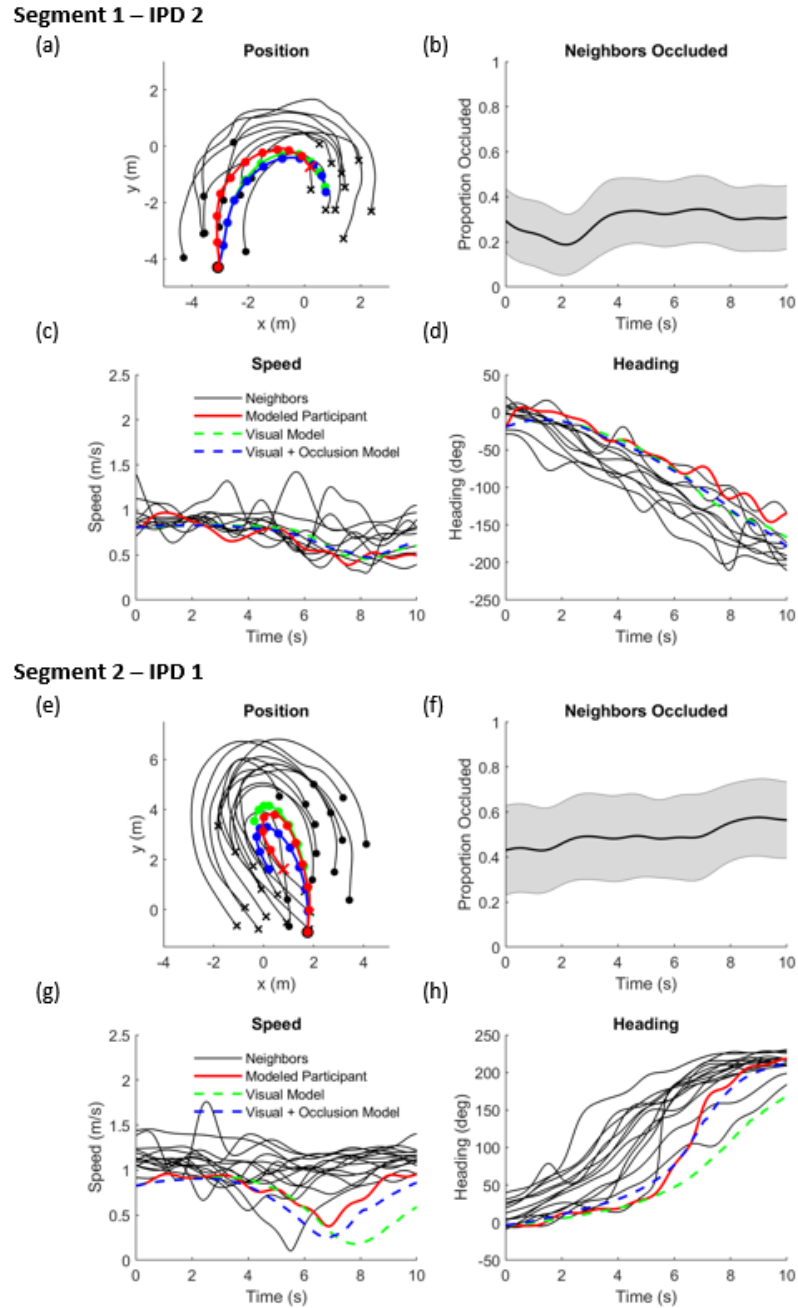 Segment 1 – IPD 2
(a)
Position
y (m)
2
0
-2
-4
-4
-2
0
2
x (m)
(b)
Neighbors Occluded
Proportion Occluded
1
0.8
0.6
0.4
0.2
0
0
2
4
6
8
10
Time (s)
(c)
Speed
Speed (m/s)
2.5
2
1.5
1
0.5
0
Neighbors
Modeled Participant
Visual Model
Visual + Occlusion Model
0
2
4
6
8
10
Time (s)
(d)
Heading
Heading (deg)
50
0
-50
-100
-150
-200
-250
0
2
4
6
8
10
Time (s)
Segment 2 – IPD 1
(e)
Position
y (m)
6
4
2
0
-4
-2
0
2
4
x (m)
(f)
Neighbors Occluded
Proportion Occluded
1
0.8
0.6
0.4
0.2
0
0
2
4
6
8
10
Time (s)
(g)
Speed
Speed (m/s)
2.5
2
1.5
1
0.5
0
Neighbors
Modeled Participant
Visual Model
Visual + Occlusion Model
0
2
4
6
8
10
Time (s)
(h)
Heading
Heading (deg)
250
200
150
100
50
0
-50
0
2
4
6
8
10
Time (s)